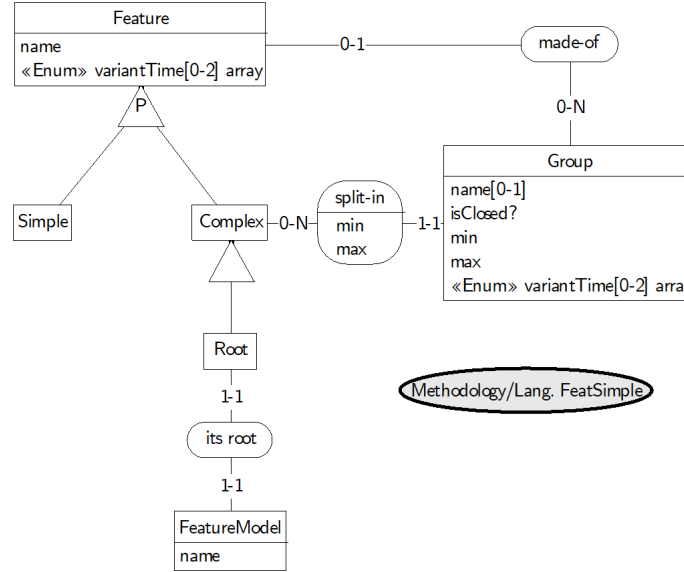 Feature
name
«Enum» variantTime[0-2] array
0-1
made-of
P
0-N
Group
name[0-1]
isClosed?
min
max
«Enum» variantTime[0-2] arra
Simple
Complex
0-N
split-in
min
max
1-1
Root
1-1
Methodology/Lang. FeatSimple
its root
1-1
FeatureModel
name